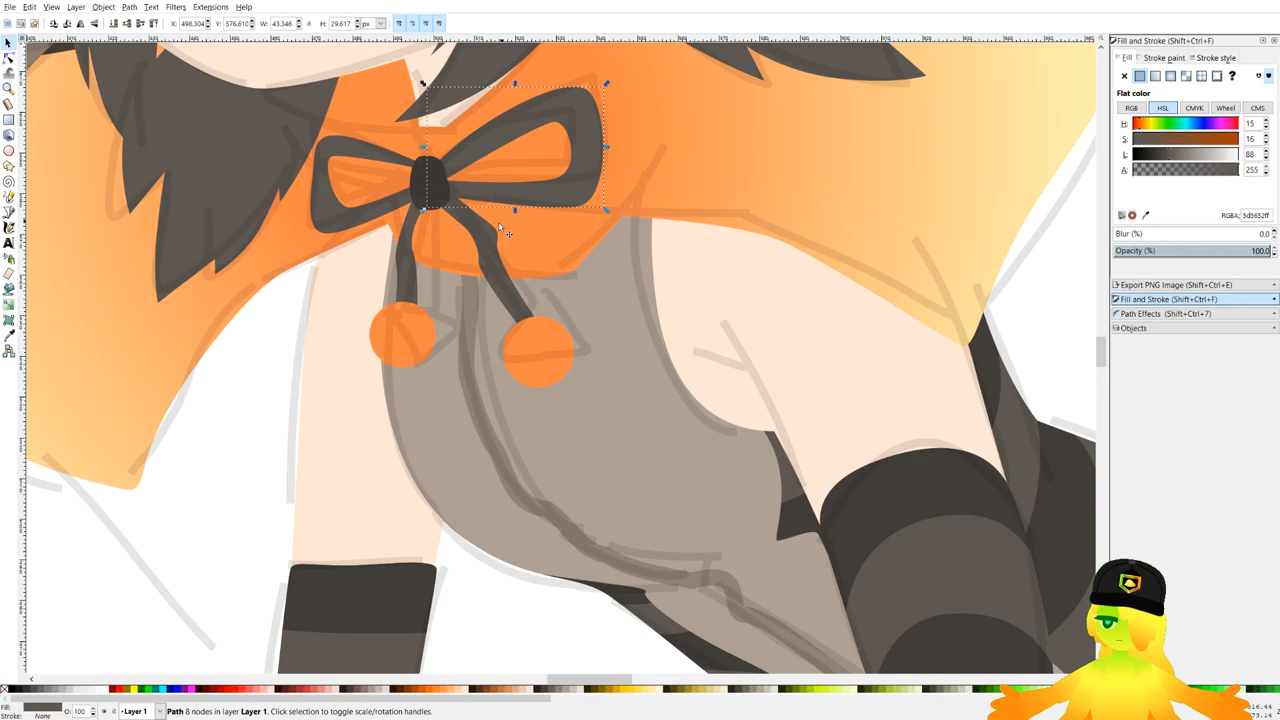 File Edit View Layer Object Path Text Filters Extensions Help
X: 498.304 Y: 576.610 W: 43.346 H: 29.617 px
Fill and Stroke (Shift+Ctrl+F)
Fill Stroke paint Stroke style
?
Flat color
RGB HSL CMYK Wheel CMS
H: 15
S: 16
L: 88
A: 255
RGBA: 5d5652ff
Blur (%) 0.0
Opacity (%) 100.0
Export PNG Image (Shift+Ctrl+E)
Fill and Stroke (Shift+Ctrl+F)
Path Effects (Shift+Ctrl+7)
Objects
Fill:
Stroke: None
O: 100
Layer 1
Path 8 nodes in layer Layer 1. Click selection to toggle scale/rotation handles.